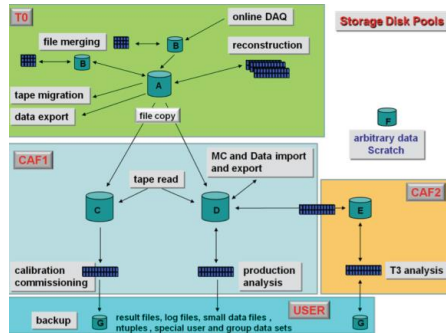 T0
online DAQ
Storage Disk Pools
file merging
B
B
reconstruction
A
tape migration
data export
file copy
F
arbitrary data
Scratch
CAF1
MC and Data import
and export
CAF2
tape read
C
D
E
calibration
commissioning
production
analysis
T3 analysis
USER
backup
G
result files, log files, small data files ,
ntuples , special user and group data sets
G